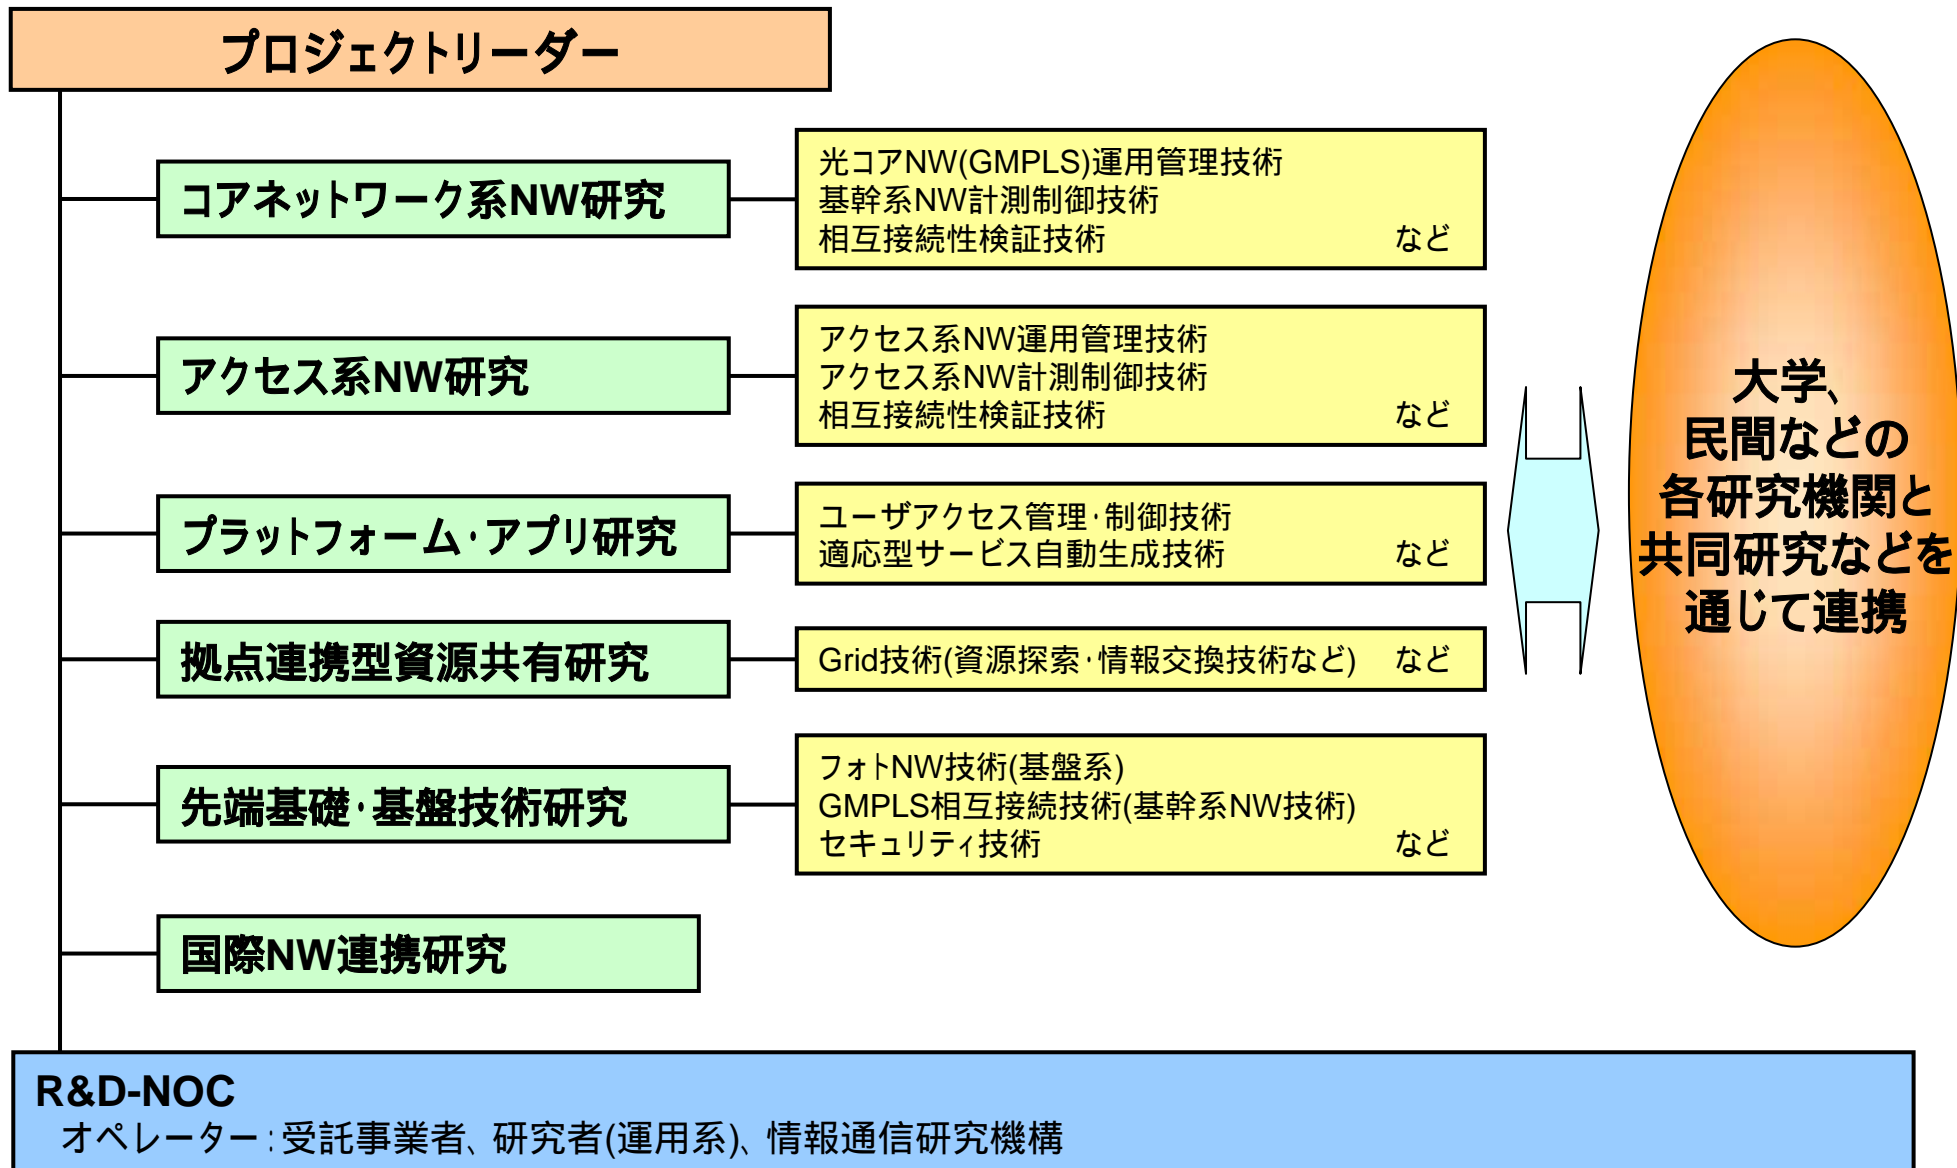 プロジェクトリーダー
コアネットワーク系NW研究
光コアNW(GMPLS)運用管理技術
基幹系NW計測制御技術
相互接続性検証技術 など
アクセス系NW研究
アクセス系NW運用管理技術
アクセス系NW計測制御技術
相互接続性検証技術 など
プラットフォーム・アプリ研究
ユーザアクセス管理・制御技術
適応型サービス自動生成技術 など
拠点連携型資源共有研究
Grid技術(資源探索・情報交換技術など) など
先端基礎・基盤技術研究
フォトNW技術(基盤系)
GMPLS相互接続技術(基幹系NW技術)
セキュリティ技術 など
国際NW連携研究
大学、
民間などの
各研究機関と
共同研究などを
通じて連携
R&D-NOC
オペレーター：受託事業者、研究者(運用系)、情報通信研究機構